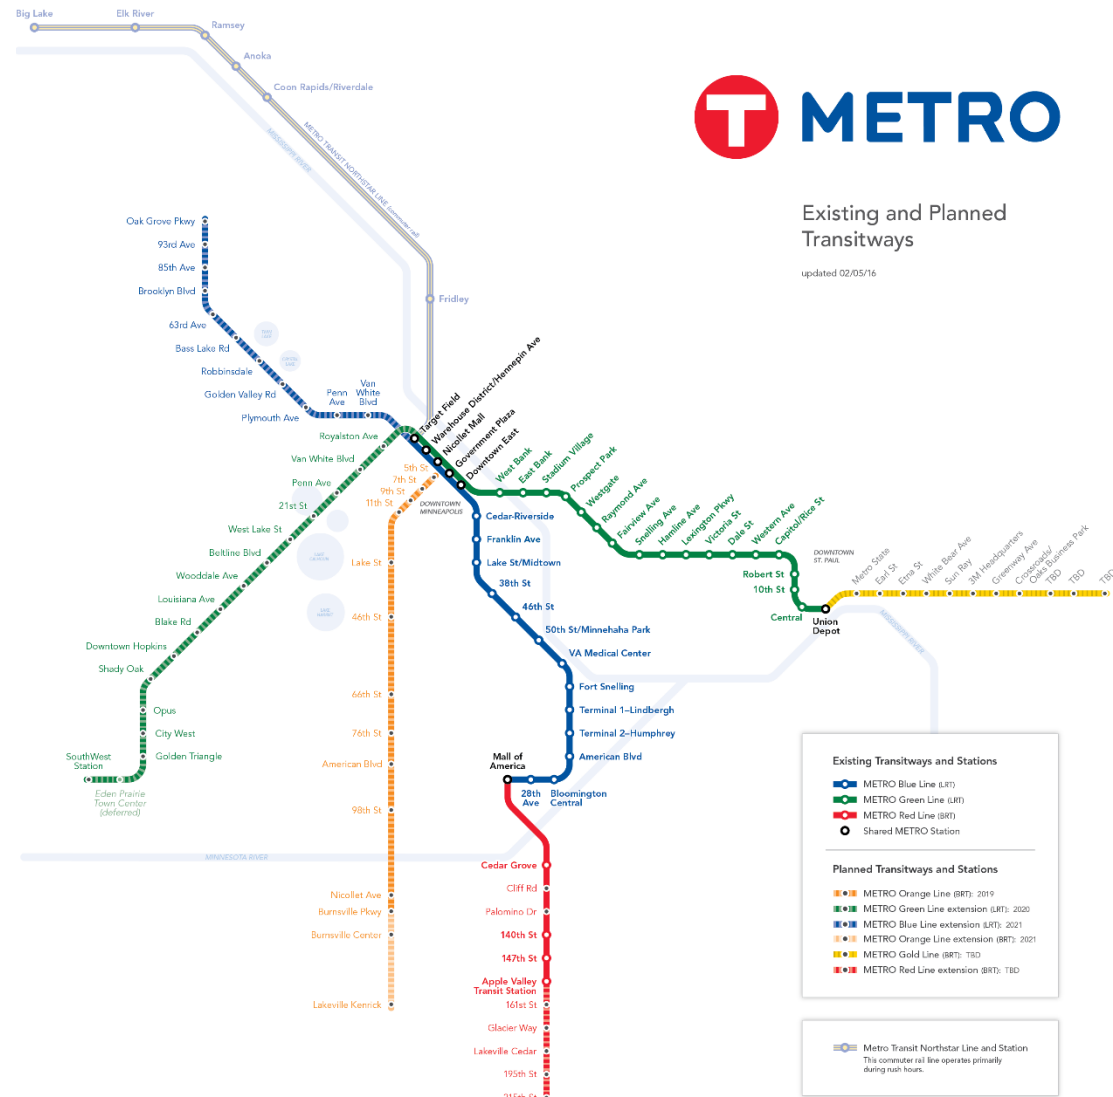 Big Lake
Elk River
Ramsey
Anoka
Coon Rapids/Riverdale
METRO TRANSIT NORTHSTAR LINE (commuter rail)
MISSISSIPPI RIVER
Fridley
T METRO
Existing and Planned
Transitways
updated 02/05/16
Oak Grove Pkwy
93rd Ave
85th Ave
Brooklyn Blvd
63rd Ave
Bass Lake Rd
Robbinsdale
Golden Valley Rd
Plymouth Ave
Penn
Ave
Van
White
Blvd
Target Field
Warehouse District/Hennepin Ave
Nicollet Mall
Government Plaza
Downtown East
DOWNTOWN
MINNEAPOLIS
Royalston Ave
Van White Blvd
Penn Ave
21st St
West Lake St
Beltline Blvd
Wooddale Ave
Louisiana Ave
Blake Rd
Downtown Hopkins
Shady Oak
Opus
City West
Golden Triangle
SouthWest
Station
Eden Prairie
Town Center
(deferred)
5th St
7th St
9th St
11th St
Lake St
46th St
66th St
76th St
American Blvd
98th St
Nicollet Ave
Burnsville Pkwy
Burnsville Center
Lakeville Kenrick
MINNESOTA RIVER
West Bank
East Bank
Stadium Village
Prospect Park
Westgate
Raymond Ave
Fairview Ave
Snelling Ave
Hamline Ave
Lexington Pkwy
Victoria St
Dale St
Western Ave
Capitol/Rice St
Robert St
10th St
Central
DOWNTOWN
ST. PAUL
Union
Depot
Metro State
Earl St
Etna St
White Bear Ave
Sun Ray
3M Headquarters
Greenway Ave
Crossroads/
Oaks Business Park
TBD
TBD
TBD
MISSISSIPPI RIVER
Cedar-Riverside
Franklin Ave
Lake St/Midtown
38th St
46th St
50th St/Minnehaha Park
VA Medical Center
Fort Snelling
Terminal 1–Lindbergh
Terminal 2–Humphrey
American Blvd
Bloomington
Central
28th
Ave
Mall of
America
Cedar Grove
Cliff Rd
Palomino Dr
140th St
147th St
Apple Valley
Transit Station
161st St
Glacier Way
Lakeville Cedar
195th St
215th St
Existing Transitways and Stations
METRO Blue Line (LRT)
METRO Green Line (LRT)
METRO Red Line (BRT)
Shared METRO Station
Planned Transitways and Stations
METRO Orange Line (BRT): 2019
METRO Green Line extension (LRT): 2020
METRO Blue Line extension (LRT): 2021
METRO Orange Line extension (BRT): 2021
METRO Gold Line (BRT): TBD
METRO Red Line extension (BRT): TBD
Metro Transit Northstar Line and Station
This commuter rail line operates primarily
during rush hours.